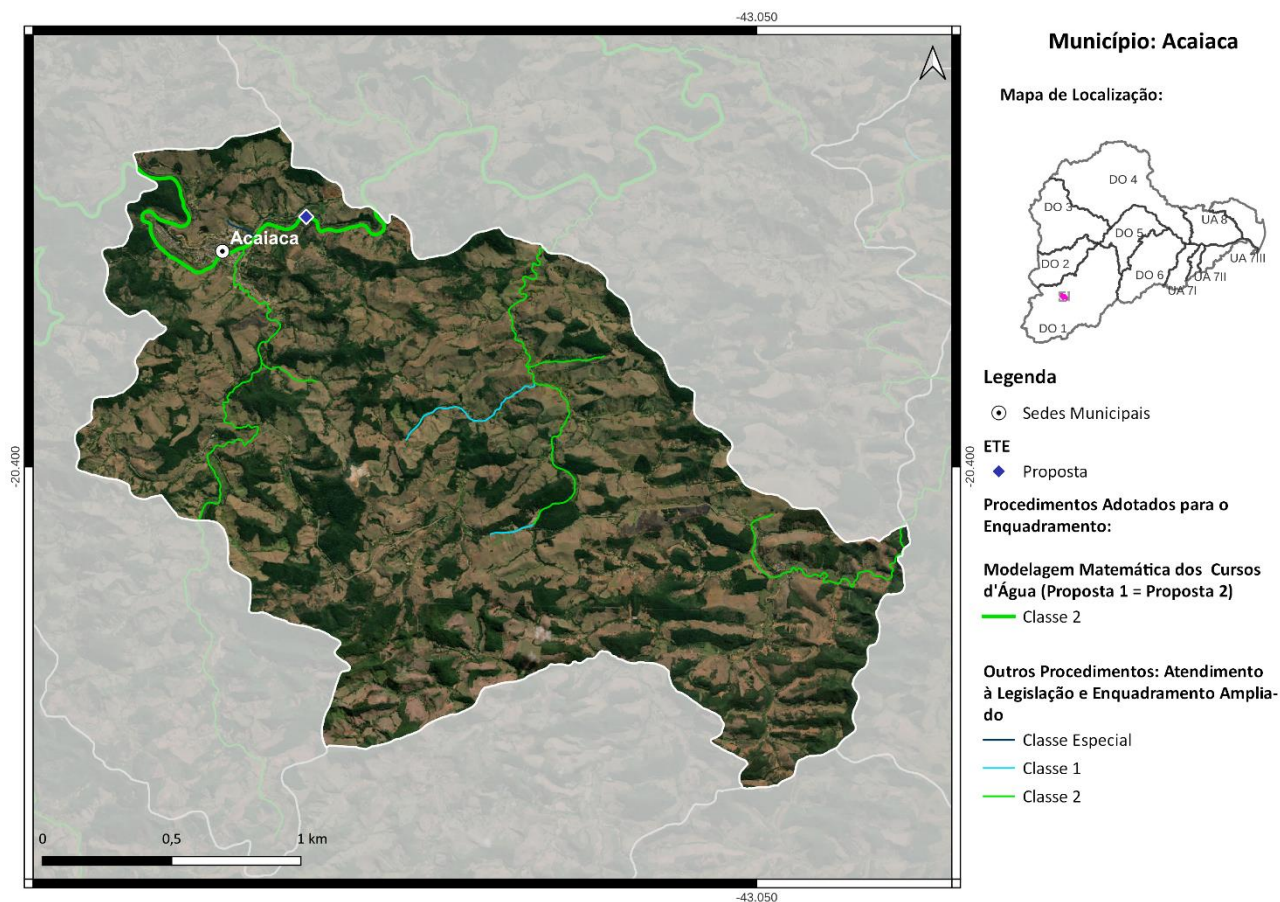 -43.050
Município: Acaiaca
Mapa de Localização:
DO 4
DO 3
UA 8
DO 5
DO 2
UA 7III
DO 6
UA 7II
UA 7I
DO 1
Acaiaca
-20.400
-20.400
Legenda
Sedes Municipais
ETE
Proposta
Procedimentos Adotados para o
Enquadramento:
Modelagem Matemática dos Cursos
d'Água (Proposta 1 = Proposta 2)
Classe 2
Outros Procedimentos: Atendimento
à Legislação e Enquadramento Amplia-
do
Classe Especial
Classe 1
Classe 2
0 0,5 1 km
-43.050